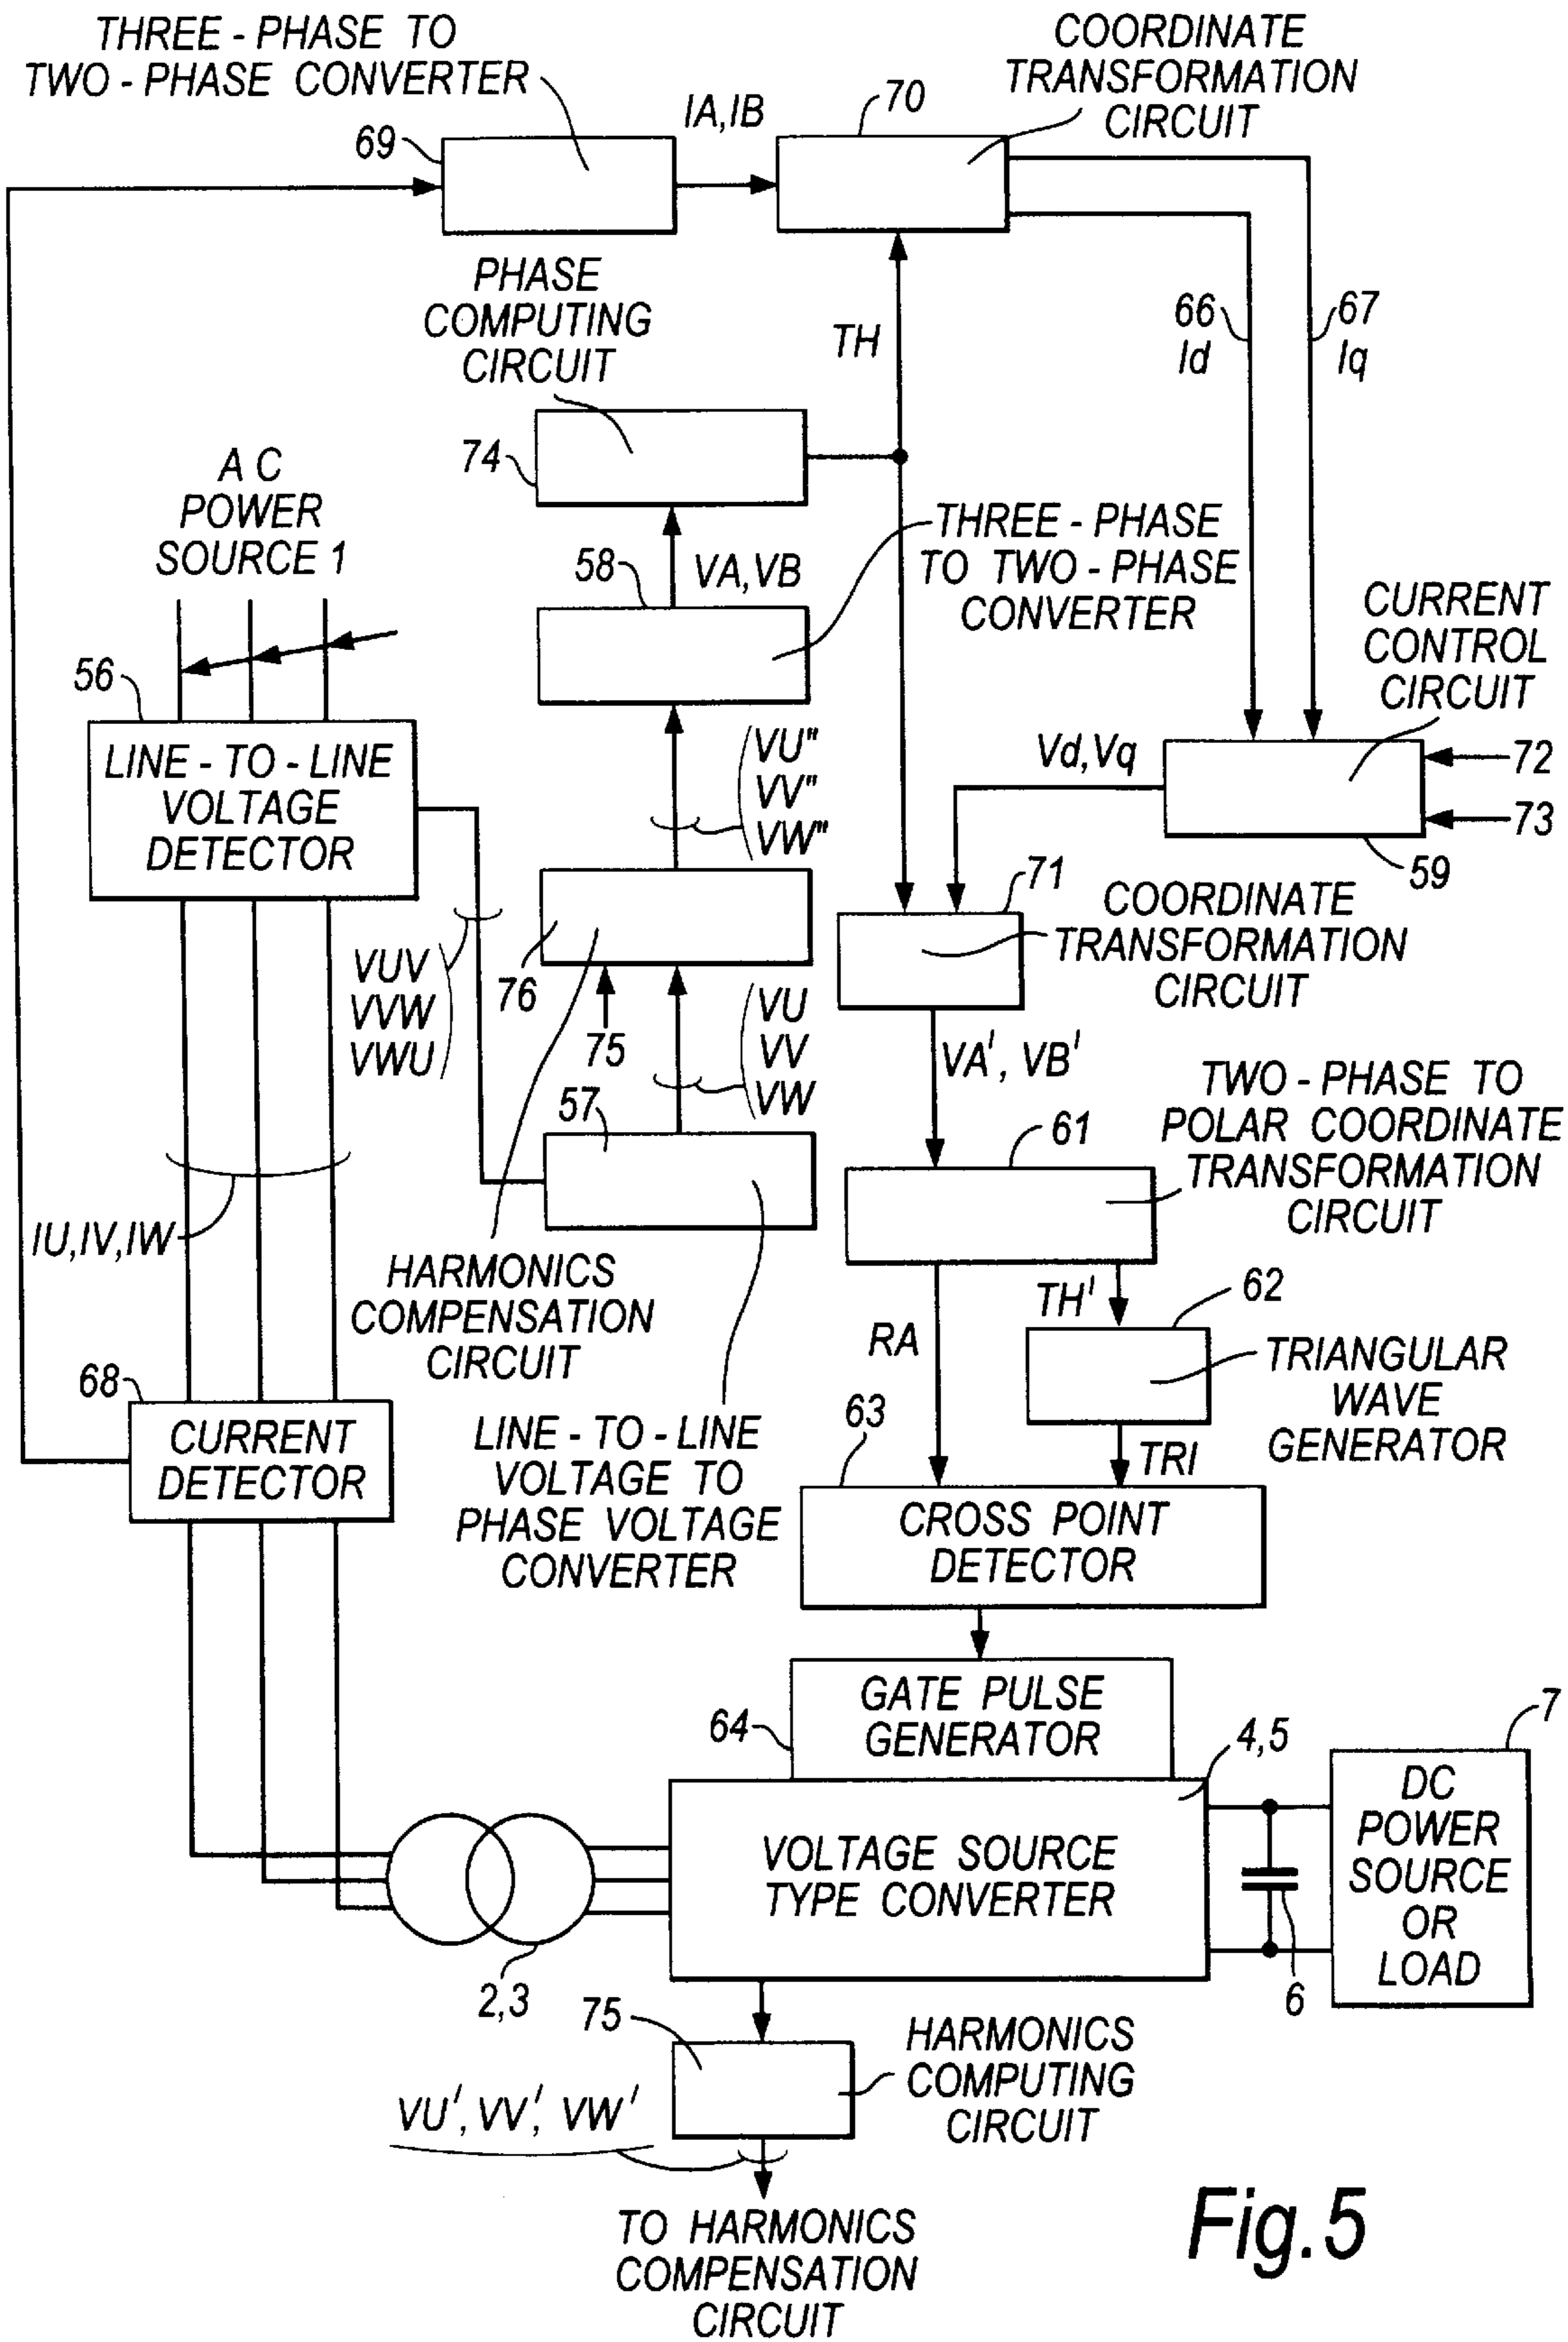 THREE - PHASE TO
TWO - PHASE CONVERTER
COORDINATE
TRANSFORMATION
CIRCUIT
IA,IB
70
69
PHASE
COMPUTING
CIRCUIT
TH
66
Id
67
Iq
74
A C
POWER
SOURCE 1
58
VA,VB
THREE - PHASE
TO TWO - PHASE
CONVERTER
CURRENT
CONTROL
CIRCUIT
56
LINE - TO - LINE
VOLTAGE
DETECTOR
VU"
VV"
VW"
Vd,Vq
72
73
59
71
COORDINATE
TRANSFORMATION
CIRCUIT
VUV
VVW
VWU
76
75
VU
VV
VW
VA', VB'
57
TWO - PHASE TO
POLAR COORDINATE
TRANSFORMATION
CIRCUIT
61
IU,IV,IW
HARMONICS
COMPENSATION
CIRCUIT
RA
TH'
62
TRIANGULAR
WAVE
GENERATOR
68
CURRENT
DETECTOR
LINE - TO - LINE
VOLTAGE TO
PHASE VOLTAGE
CONVERTER
63
TRI
CROSS POINT
DETECTOR
64
GATE PULSE
GENERATOR
4,5
7
DC
POWER
SOURCE
OR
LOAD
VOLTAGE SOURCE
TYPE CONVERTER
2,3
6
75
HARMONICS
COMPUTING
CIRCUIT
VU', VV', VW'
TO HARMONICS
COMPENSATION
CIRCUIT
Fig.5